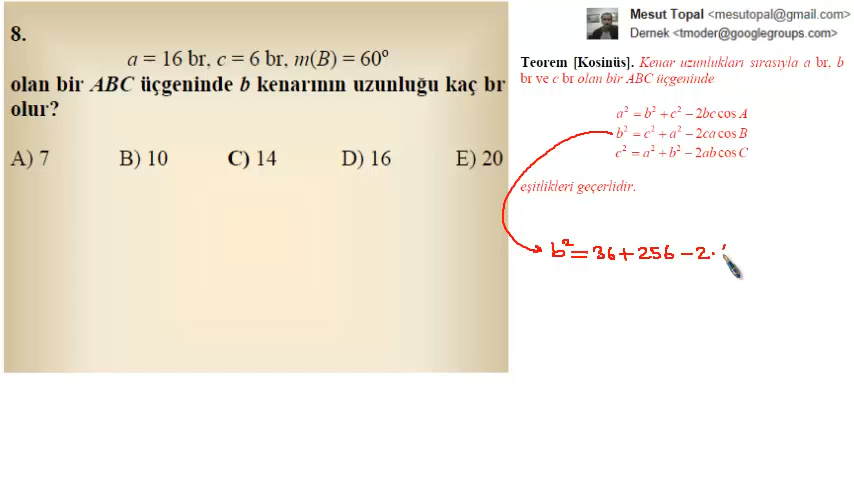 8.
a = 16 br, c = 6 br, m(B) = 60º
olan bir ABC üçgeninde b kenarının uzunluğu kaç br
olur?
A) 7 B) 10 C) 14 D) 16 E) 20
Mesut Topal <mesutopal@gmail.com>
Dernek <tmoder@googlegroups.com>
Teorem [Kosinüs]. Kenar uzunlukları sırasıyla a br, b
br ve c br olan bir ABC üçgeninde
a² = b² + c² − 2bc cos A
b² = c² + a² − 2ca cos B
c² = a² + b² − 2ab cos C
eşitlikleri geçerlidir.
b² = 36 + 256 − 2 ·